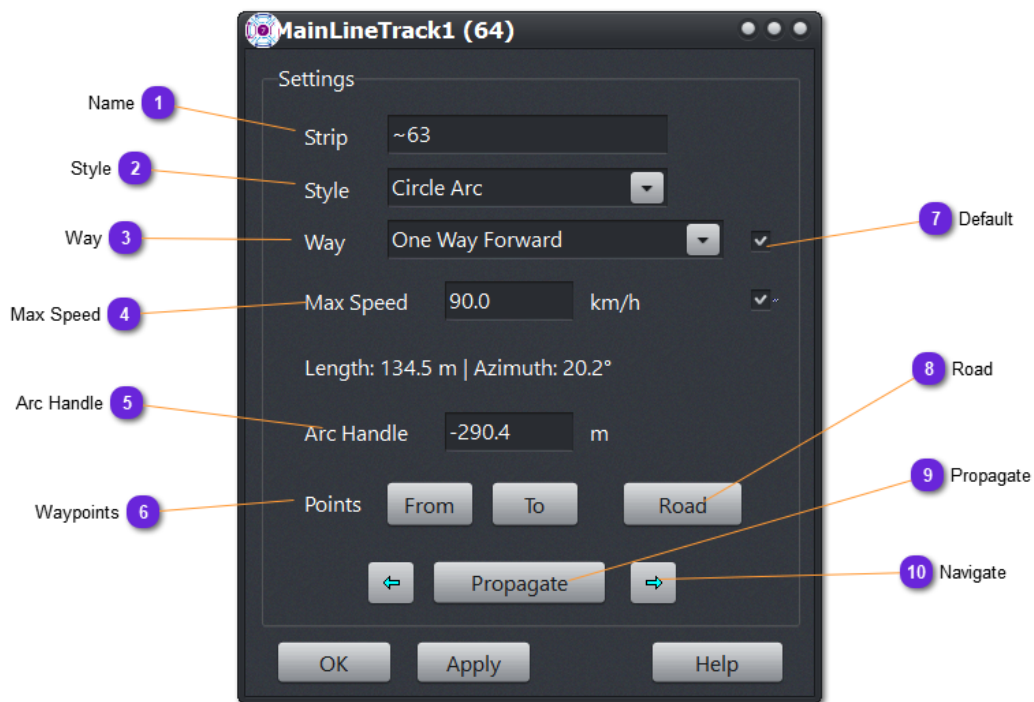 MainLineTrack1 (64)
Settings
Name 1
Strip ~63
Style 2
Style Circle Arc
Way 3
Way One Way Forward
7 Default
Max Speed 4
Max Speed 90.0 km/h
Length: 134.5 m | Azimuth: 20.2°
8 Road
Arc Handle 5
Arc Handle -290.4 m
9 Propagate
Waypoints 6
Points From To Road
Propagate
10 Navigate
OK Apply Help